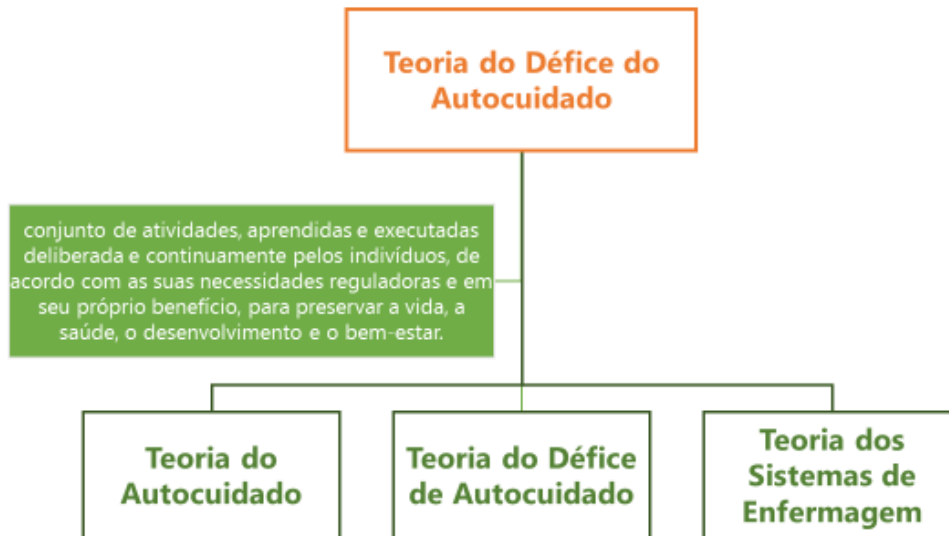 Teoria do Défice do
Autocuidado
conjunto de atividades, aprendidas e executadas
deliberada e continuamente pelos indivíduos, de
acordo com as suas necessidades reguladoras e em
seu próprio benefício, para preservar a vida, a
saúde, o desenvolvimento e o bem-estar.
Teoria do
Autocuidado
Teoria do Défice
de Autocuidado
Teoria dos
Sistemas de
Enfermagem